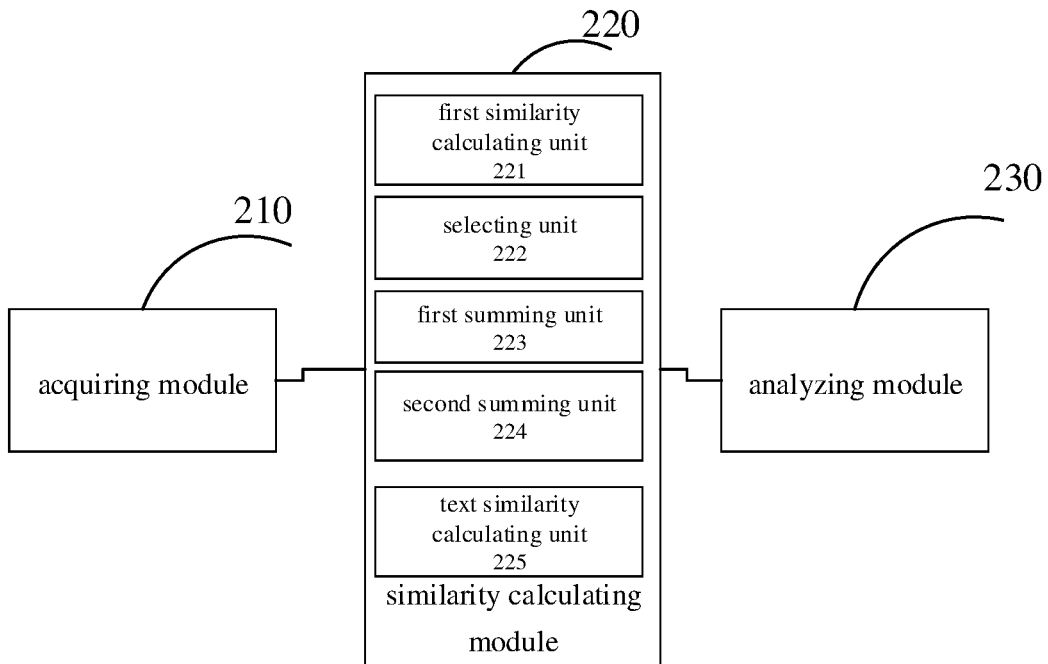 220
first similarity
calculating unit
221
230
210
selecting unit
222
first summing unit
223
acquiring module
analyzing module
second summing unit
224
text similarity
calculating unit
225
similarity calculating
module